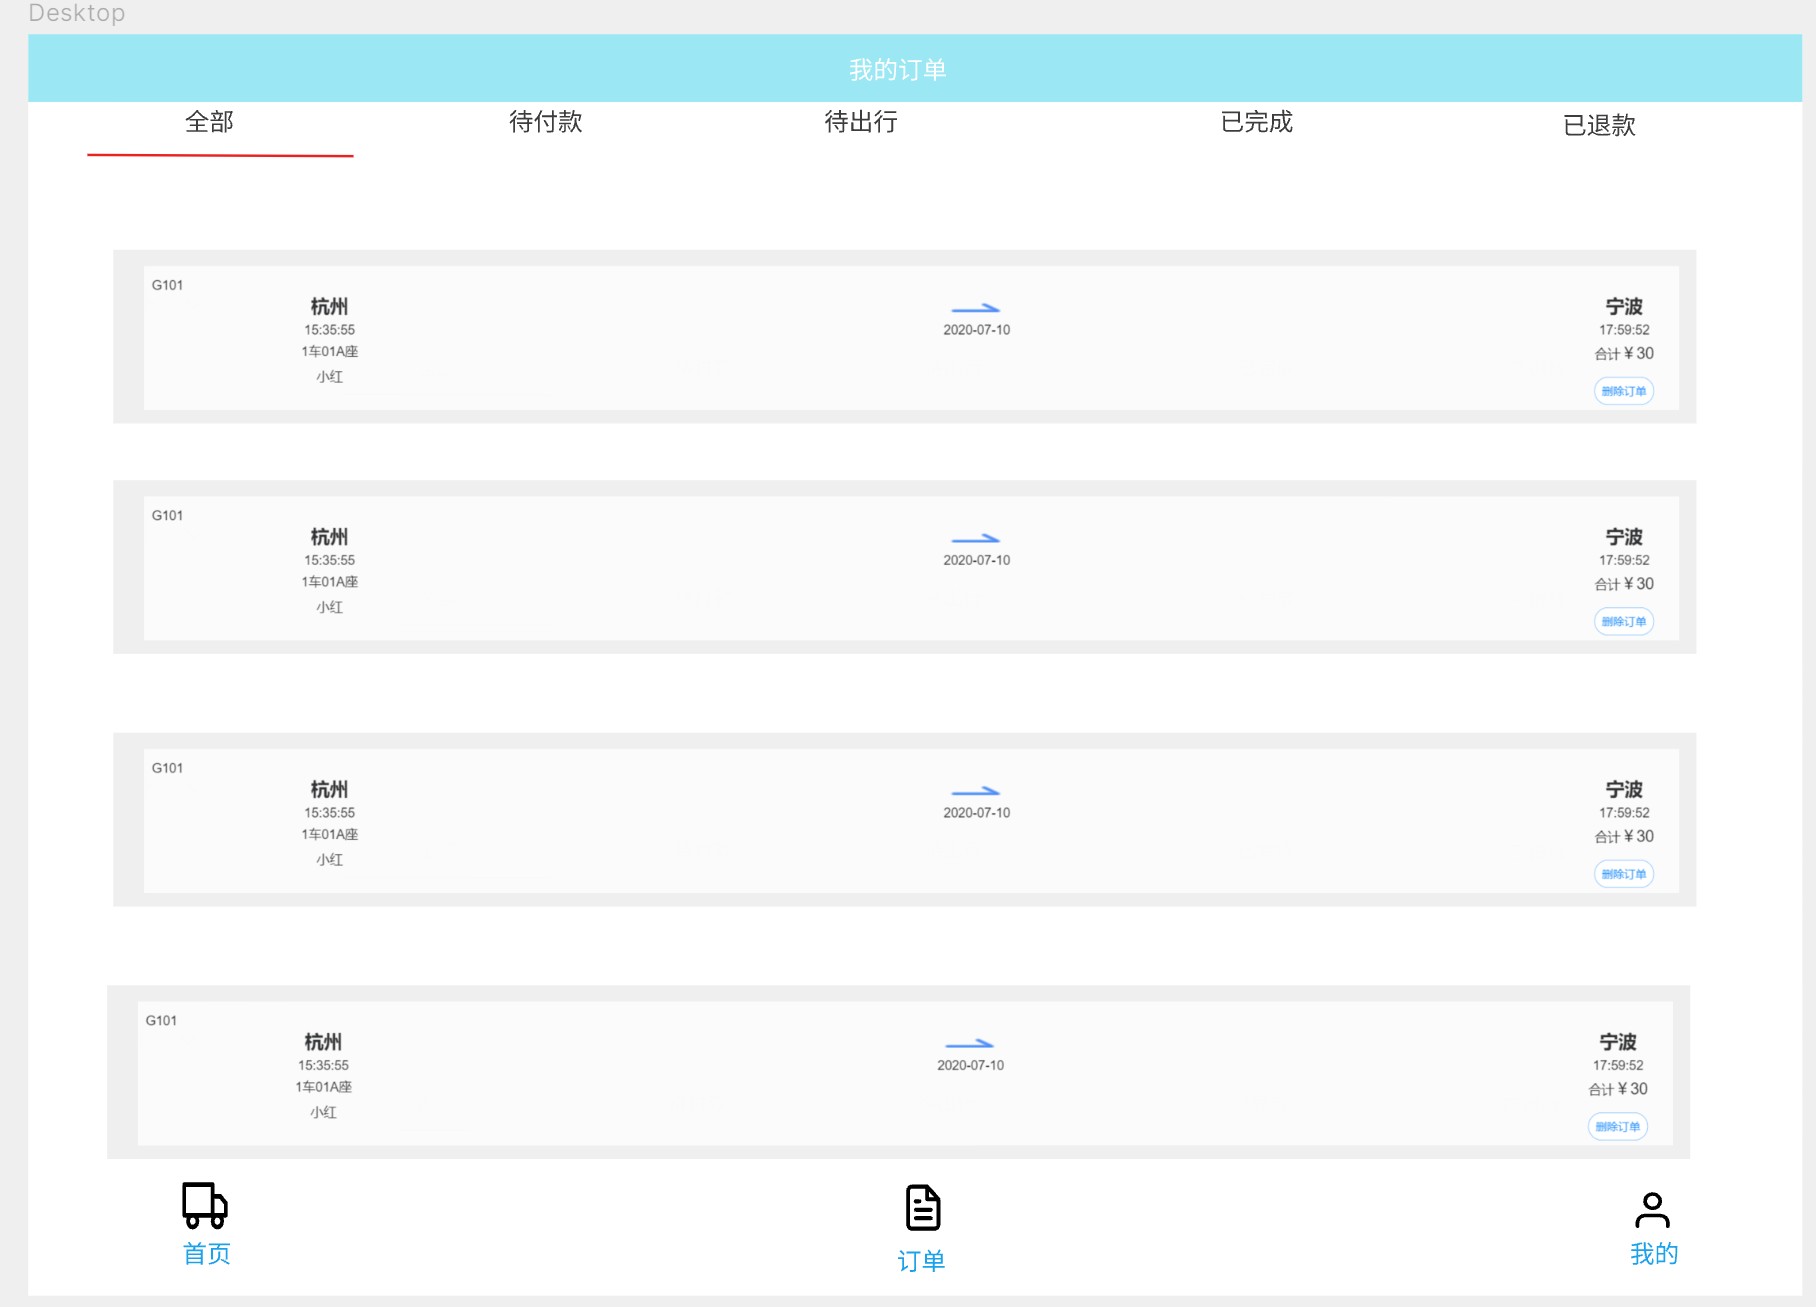 Desktop
我的订单
全部 待付款 待出行 已完成 已退款
G101
杭州 宁波
15:35:55 2020-07-10 17:59:52
1车01A座 合计 ¥ 30
小红 删除订单
G101
杭州 宁波
15:35:55 2020-07-10 17:59:52
1车01A座 合计 ¥ 30
小红 删除订单
G101
杭州 宁波
15:35:55 2020-07-10 17:59:52
1车01A座 合计 ¥ 30
小红 删除订单
G101
杭州 宁波
15:35:55 2020-07-10 17:59:52
1车01A座 合计 ¥ 30
小红 删除订单
首页 订单 我的